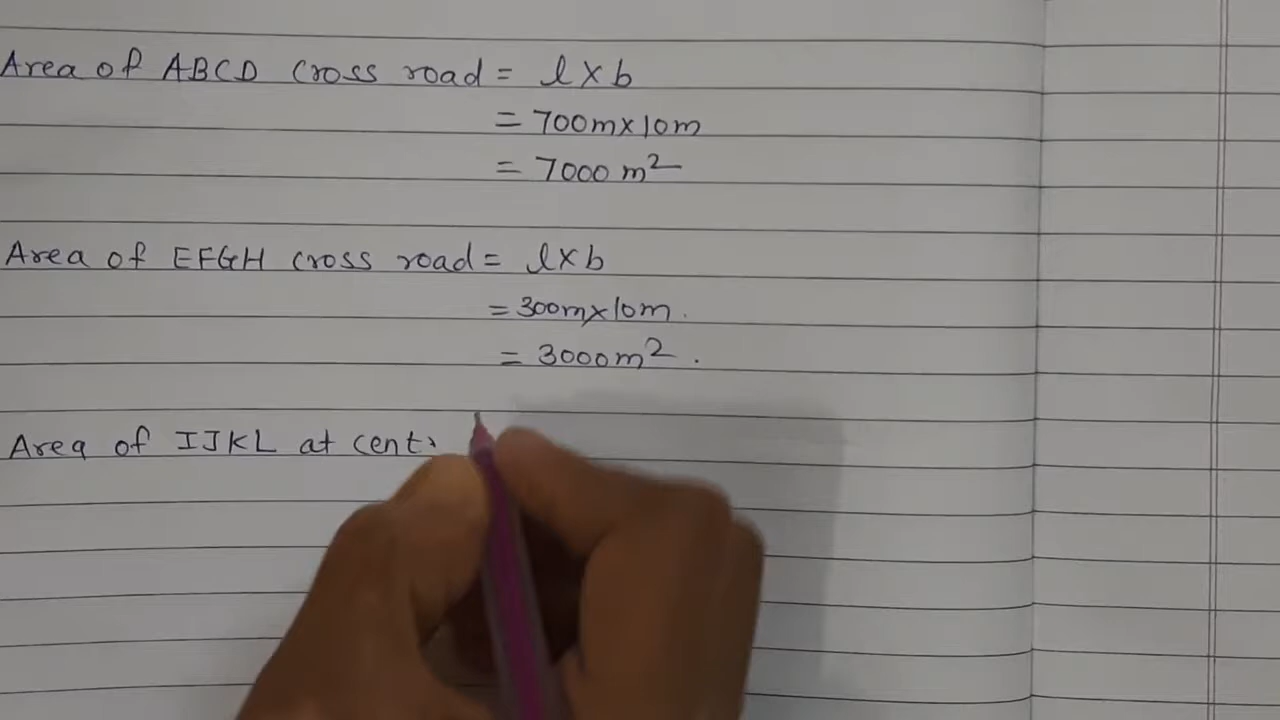 Area of ABCD cross road = l×b
= 700m×10m
= 7000 m²
Area of EFGH cross road = l×b
= 300m×10m.
= 3000m².
Area of IJKL at